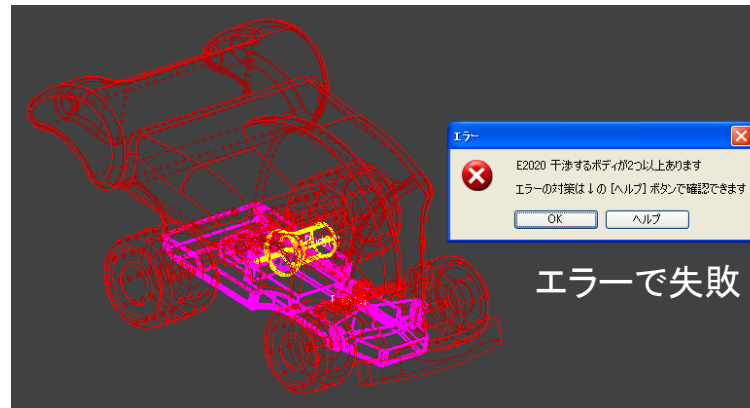 エラー
E2020 干渉するボディが2つ以上あります
エラーの対策は↓の [ヘルプ] ボタンで確認できます
OK
ヘルプ
エラーで失敗